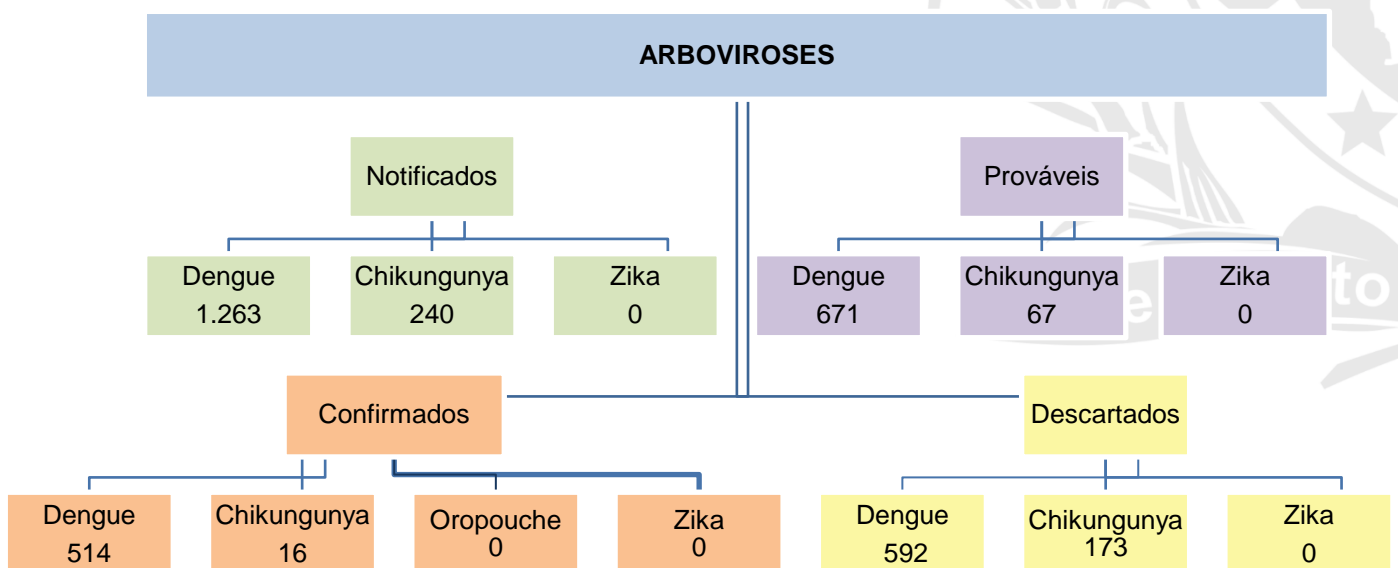 ARBOVIROSES
Notificados
Prováveis
Dengue
1.263
Chikungunya
240
Zika
0
Dengue
671
Chikungunya
67
Zika
0
Confirmados
Descartados
Dengue
514
Chikungunya
16
Oropouche
0
Zika
0
Dengue
592
Chikungunya
173
Zika
0